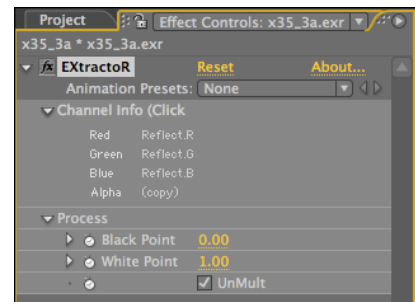 Project Effect Controls: x35_3a.exr
x35_3a * x35_3a.exr
fx EXtractoR Reset About...
Animation Presets: None
Channel Info (Click
Red Reflect.R
Green Reflect.G
Blue Reflect.B
Alpha (copy)
Process
Black Point 0.00
White Point 1.00
UnMult